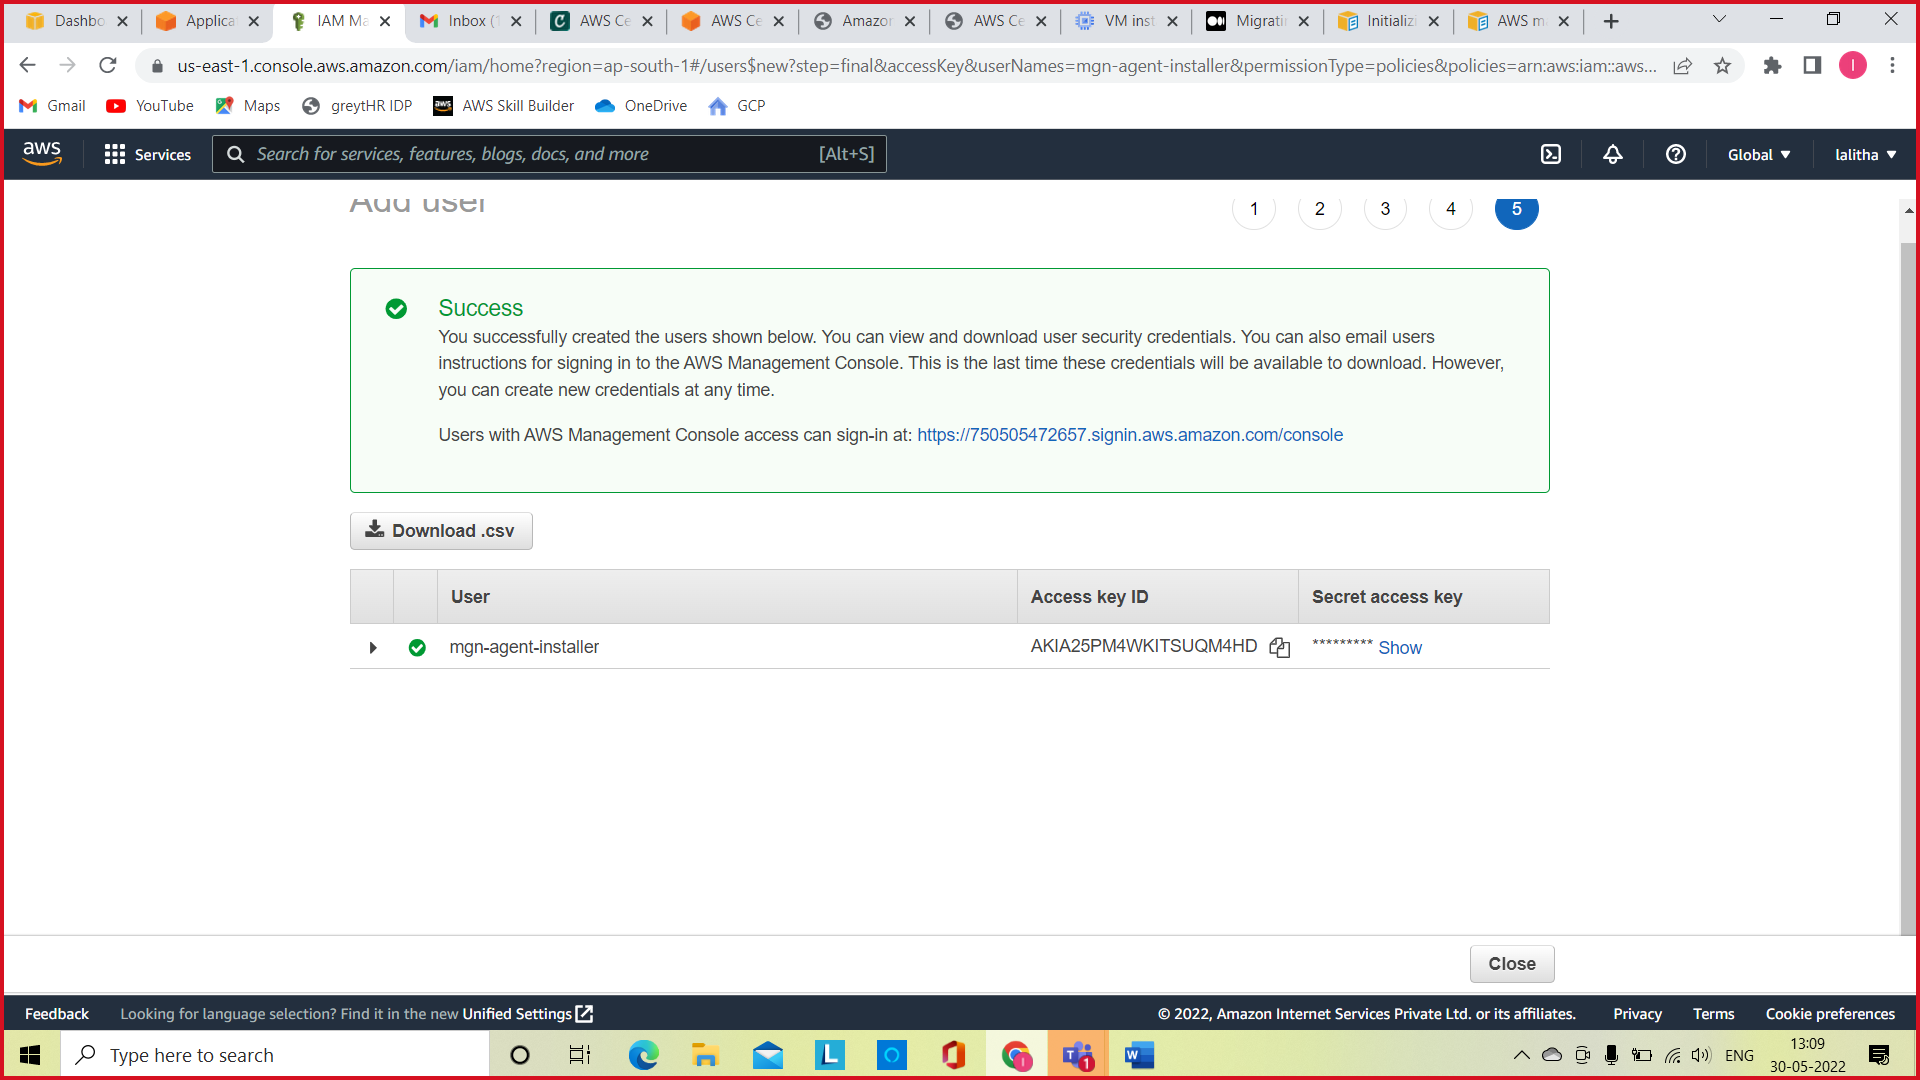 Dashbo
Applica
IAM Ma
Inbox (1
AWS Ce
AWS Ce
Amazon
AWS Ce
VM inst
Migratin
Initializi
AWS m
us-east-1.console.aws.amazon.com/iam/home?region=ap-south-1#/users$new?step=final&accessKey&userNames=mgn-agent-installer&permissionType=policies&policies=arn:aws:iam::aws...
I
Gmail
YouTube
Maps
greytHR IDP
aws
AWS Skill Builder
OneDrive
GCP
aws
Services
Search for services, features, blogs, docs, and more
[Alt+S]
Global
lalitha
Add user
1 2 3 4 5
Success
You successfully created the users shown below. You can view and download user security credentials. You can also email users
instructions for signing in to the AWS Management Console. This is the last time these credentials will be available to download. However,
you can create new credentials at any time.
Users with AWS Management Console access can sign-in at: https://750505472657.signin.aws.amazon.com/console
Download .csv
User
Access key ID
Secret access key
mgn-agent-installer
AKIA25PM4WKITSUQM4HD
********* Show
Close
Feedback
Looking for language selection? Find it in the new Unified Settings
© 2022, Amazon Internet Services Private Ltd. or its affiliates.
Privacy
Terms
Cookie preferences
Type here to search
ENG
13:09
30-05-2022